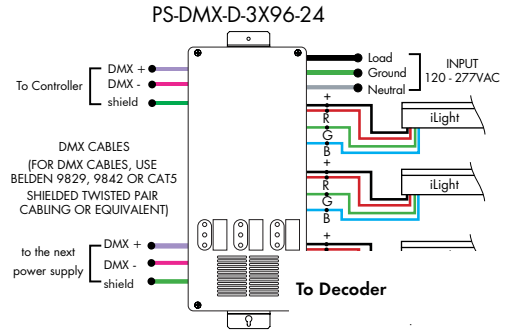 PS-DMX-D-3X96-24
To Controller
DMX +
DMX -
shield
Load
Ground
Neutral
INPUT
120 - 277VAC
+
R
G
B
iLight
DMX CABLES
(FOR DMX CABLES, USE
BELDEN 9829, 9842 OR CAT5
SHIELDED TWISTED PAIR
CABLING OR EQUIVALENT)
+
R
G
B
iLight
to the next
power supply
DMX +
DMX -
shield
+
To Decoder